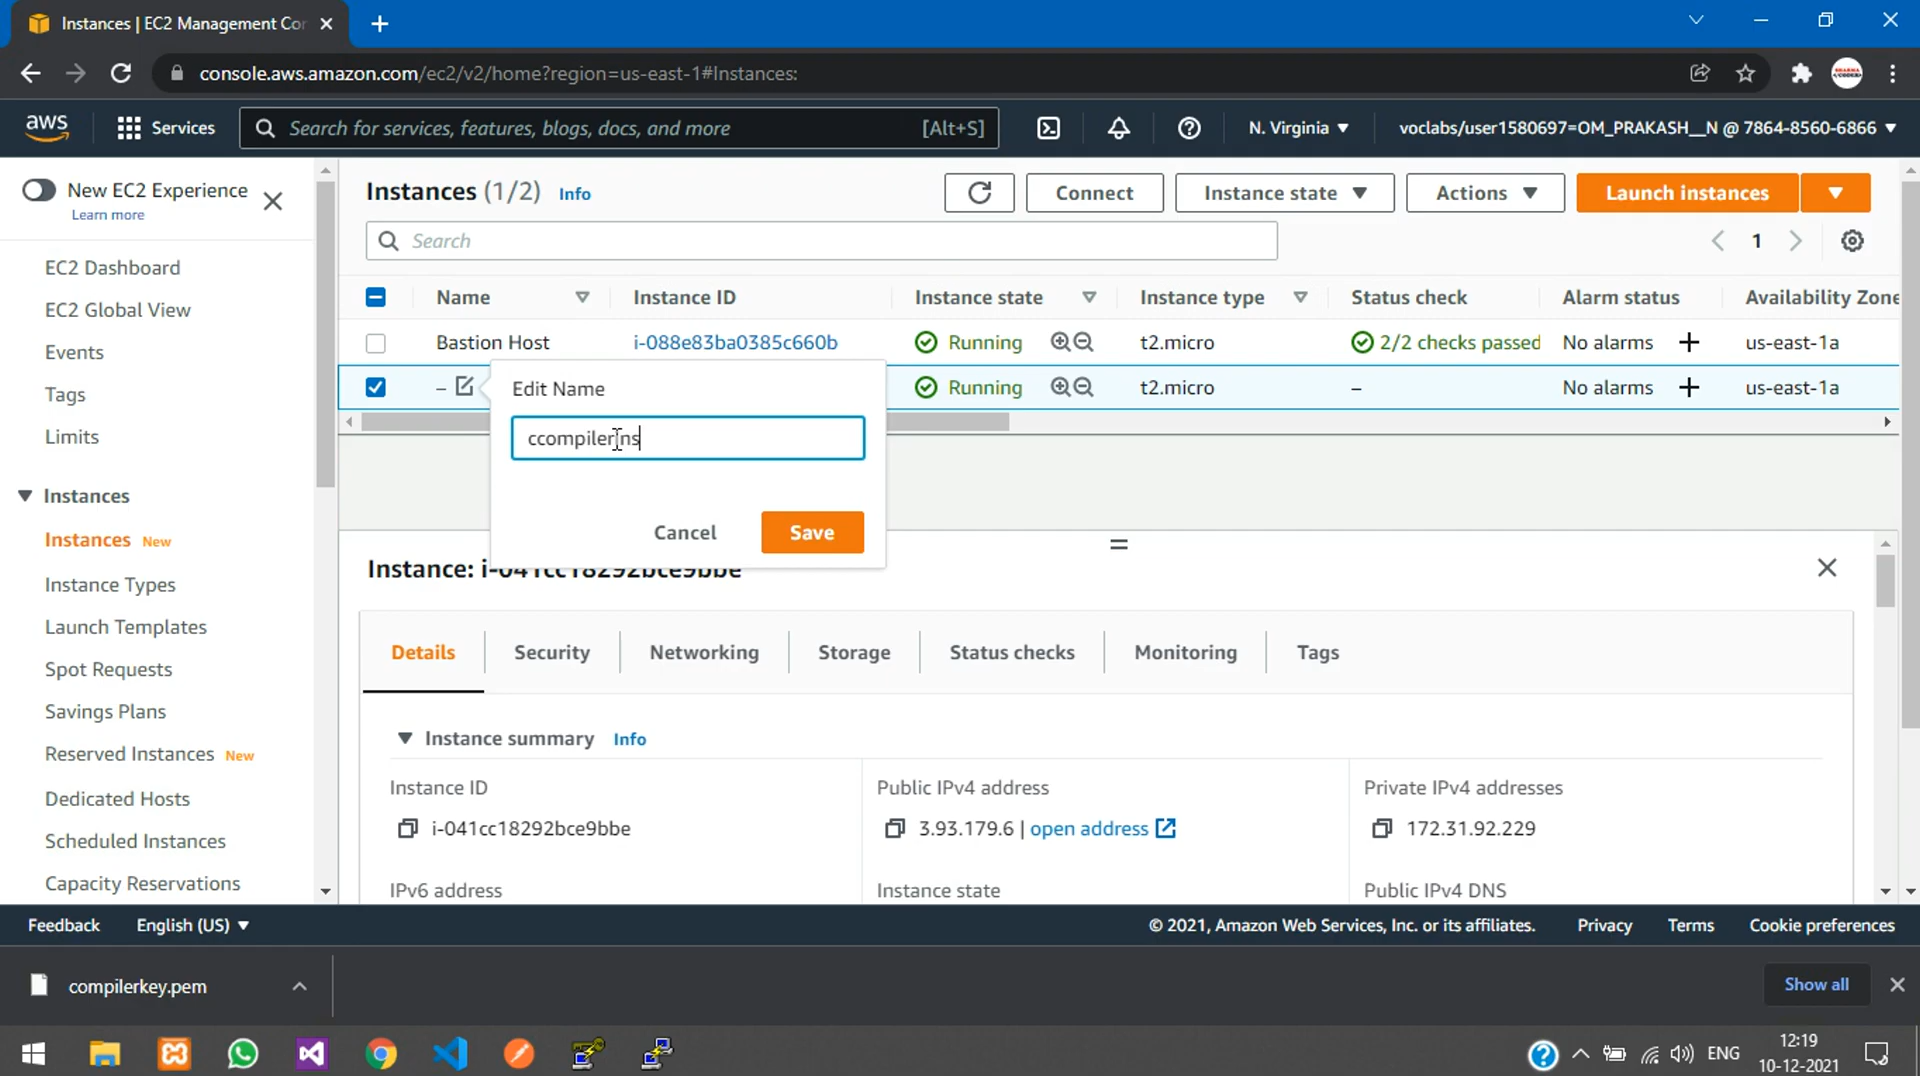 Instances | EC2 Management Con
console.aws.amazon.com/ec2/v2/home?region=us-east-1#Instances:
aws
Services
Search for services, features, blogs, docs, and more
[Alt+S]
N. Virginia
voclabs/user1580697=OM_PRAKASH__N @ 7864-8560-6866
New EC2 Experience
Learn more
EC2 Dashboard
EC2 Global View
Events
Tags
Limits
Instances
Instances New
Instance Types
Launch Templates
Spot Requests
Savings Plans
Reserved Instances New
Dedicated Hosts
Scheduled Instances
Capacity Reservations
Instances (1/2) Info
Connect
Instance state
Actions
Launch instances
Search
1
Name Instance ID Instance state Instance type Status check Alarm status Availability Zone
Bastion Host i-088e83ba0385c660b Running t2.micro 2/2 checks passed No alarms + us-east-1a
– Running t2.micro – No alarms + us-east-1a
Edit Name
ccompilerins
Cancel
Save
Instance: i-041cc18292bce9bbe
Details
Security
Networking
Storage
Status checks
Monitoring
Tags
Instance summary Info
Instance ID
i-041cc18292bce9bbe
Public IPv4 address
3.93.179.6 | open address
Private IPv4 addresses
172.31.92.229
IPv6 address
Instance state
Public IPv4 DNS
Feedback
English (US)
© 2021, Amazon Web Services, Inc. or its affiliates.
Privacy
Terms
Cookie preferences
compilerkey.pem
Show all
ENG
12:19
10-12-2021